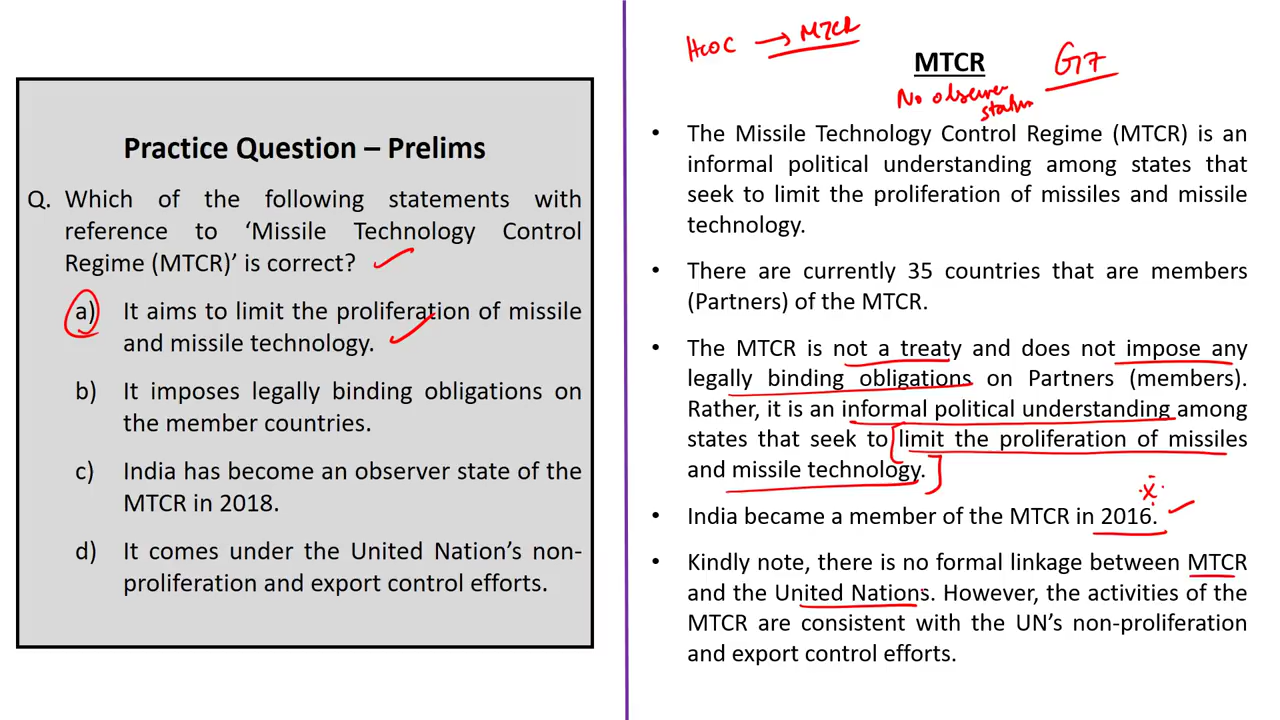 Practice Question – Prelims
Q. Which of the following statements with
reference to ‘Missile Technology Control
Regime (MTCR)’ is correct?
a) It aims to limit the proliferation of missile
and missile technology.
b) It imposes legally binding obligations on
the member countries.
c) India has become an observer state of the
MTCR in 2018.
d) It comes under the United Nation’s non-
proliferation and export control efforts.
HCOC → MTCR
MTCR
G7
No observer
status
• The Missile Technology Control Regime (MTCR) is an
informal political understanding among states that
seek to limit the proliferation of missiles and missile
technology.
• There are currently 35 countries that are members
(Partners) of the MTCR.
• The MTCR is not a treaty and does not impose any
legally binding obligations on Partners (members).
Rather, it is an informal political understanding among
states that seek to limit the proliferation of missiles
and missile technology.
• India became a member of the MTCR in 2016.
• Kindly note, there is no formal linkage between MTCR
and the United Nations. However, the activities of the
MTCR are consistent with the UN’s non-proliferation
and export control efforts.